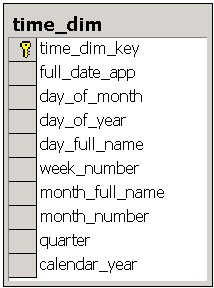 time_dim
time_dim_key
full_date_app
day_of_month
day_of_year
day_full_name
week_number
month_full_name
month_number
quarter
calendar_year